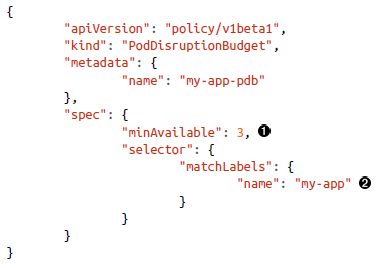 {
"apiVersion": "policy/v1beta1",
"kind": "PodDisruptionBudget",
"metadata": {
"name": "my-app-pdb"
},
"spec": {
"minAvailable": 3, ❶
"selector": {
"matchLabels": {
"name": "my-app" ❷
}
}
}
}